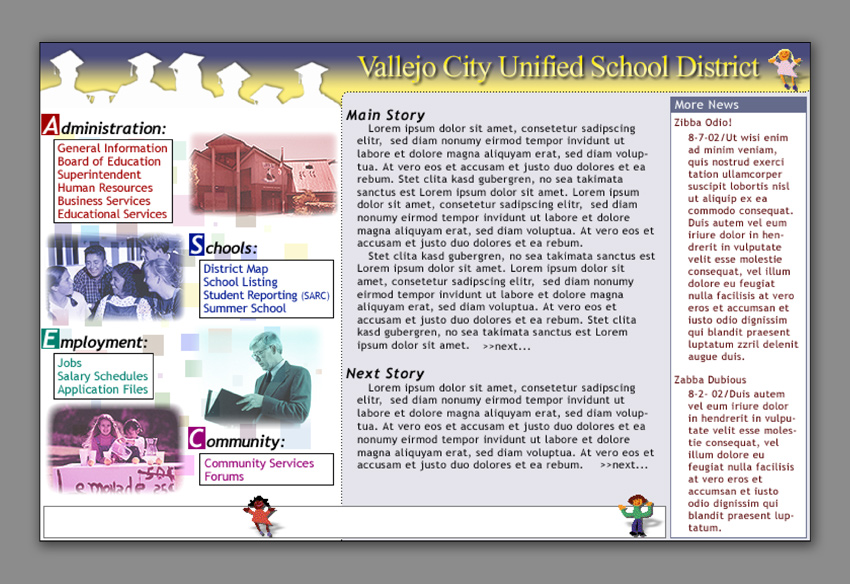 Vallejo City Unified School District
Administration:
General Information
Board of Education
Superintendent
Human Resources
Business Services
Educational Services
Schools:
District Map
School Listing
Student Reporting (SARC)
Summer School
Employment:
Jobs
Salary Schedules
Application Files
Community:
Community Services
Forums
Lemonade 25¢
Main Story
Lorem ipsum dolor sit amet, consetetur sadipscing
elitr, sed diam nonumy eirmod tempor invidunt ut
labore et dolore magna aliquyam erat, sed diam volup-
tua. At vero eos et accusam et justo duo dolores et ea
rebum. Stet clita kasd gubergren, no sea takimata
sanctus est Lorem ipsum dolor sit amet. Lorem ipsum
dolor sit amet, consetetur sadipscing elitr, sed diam
nonumy eirmod tempor invidunt ut labore et dolore
magna aliquyam erat, sed diam voluptua. At vero eos et
accusam et justo duo dolores et ea rebum.
Stet clita kasd gubergren, no sea takimata sanctus est
Lorem ipsum dolor sit amet. Lorem ipsum dolor sit
amet, consetetur sadipscing elitr, sed diam nonumy
eirmod tempor invidunt ut labore et dolore magna
aliquyam erat, sed diam voluptua. At vero eos et
accusam et justo duo dolores et ea rebum. Stet clita
kasd gubergren, no sea takimata sanctus est Lorem
ipsum dolor sit amet. >>next...
Next Story
Lorem ipsum dolor sit amet, consetetur sadipscing
elitr, sed diam nonumy eirmod tempor invidunt ut
labore et dolore magna aliquyam erat, sed diam volup-
tua. At vero eos et accusam et justo duo dolores et ea
nonumy eirmod tempor invidunt ut labore et dolore
magna aliquyam erat, sed diam voluptua. At vero eos et
accusam et justo duo dolores et ea rebum. >>next...
More News
Zibba Odio!
8-7-02/Ut wisi enim
ad minim veniam,
quis nostrud exerci
tation ullamcorper
suscipit lobortis nisl
ut aliquip ex ea
commodo consequat.
Duis autem vel eum
iriure dolor in hen-
drerit in vulputate
velit esse molestie
consequat, vel illum
dolore eu feugiat
nulla facilisis at vero
eros et accumsan et
iusto odio dignissim
qui blandit praesent
luptatum zzril delenit
augue duis.
Zabba Dubious
8-2- 02/Duis autem
vel eum iriure dolor
in hendrerit in vulpu-
tate velit esse moles-
tie consequat, vel
illum dolore eu
feugiat nulla facilisis
at vero eros et
accumsan et iusto
odio dignissim qui
blandit praesent lup-
tatum.